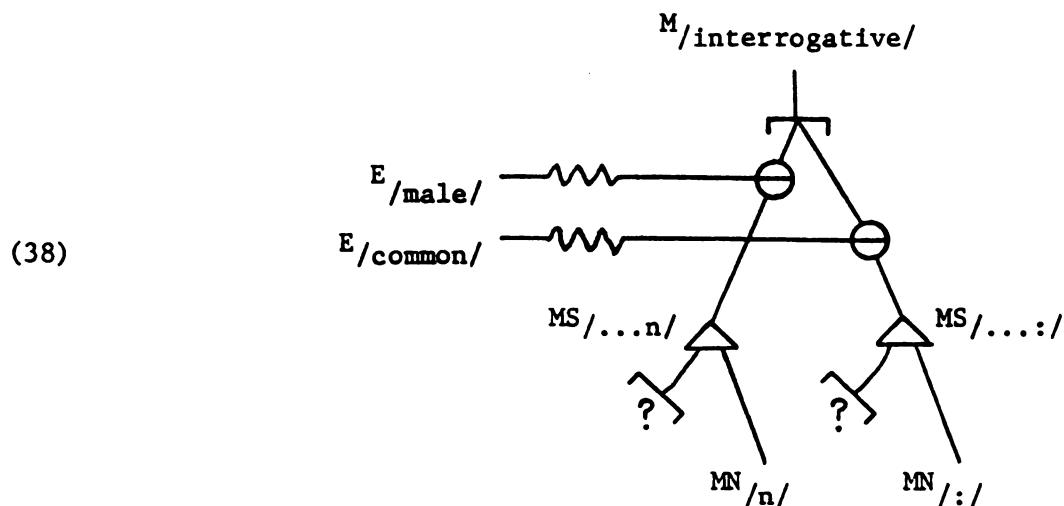 M/interrogative/
E/male/
E/common/
(38)
MS/...n/
MS/...:/
?
?
MN/n/
MN/:/